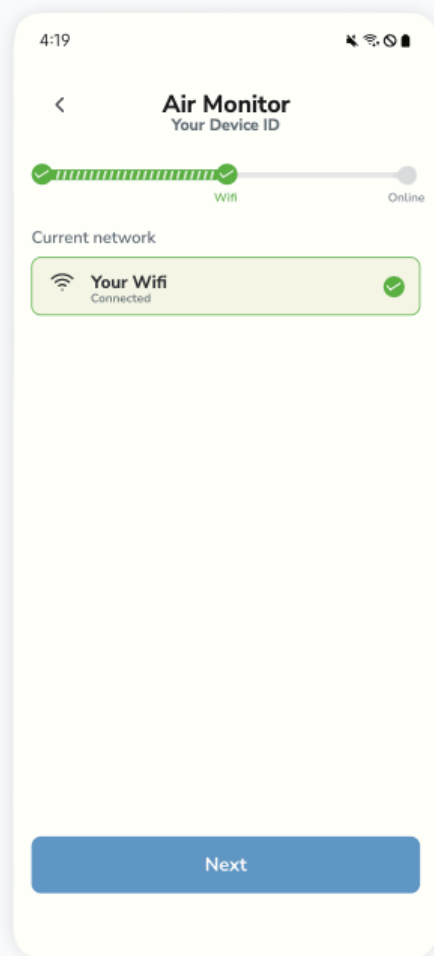 4:19
Air Monitor
Your Device ID
Wifi
Online
Current network
Your Wifi
Connected
Next